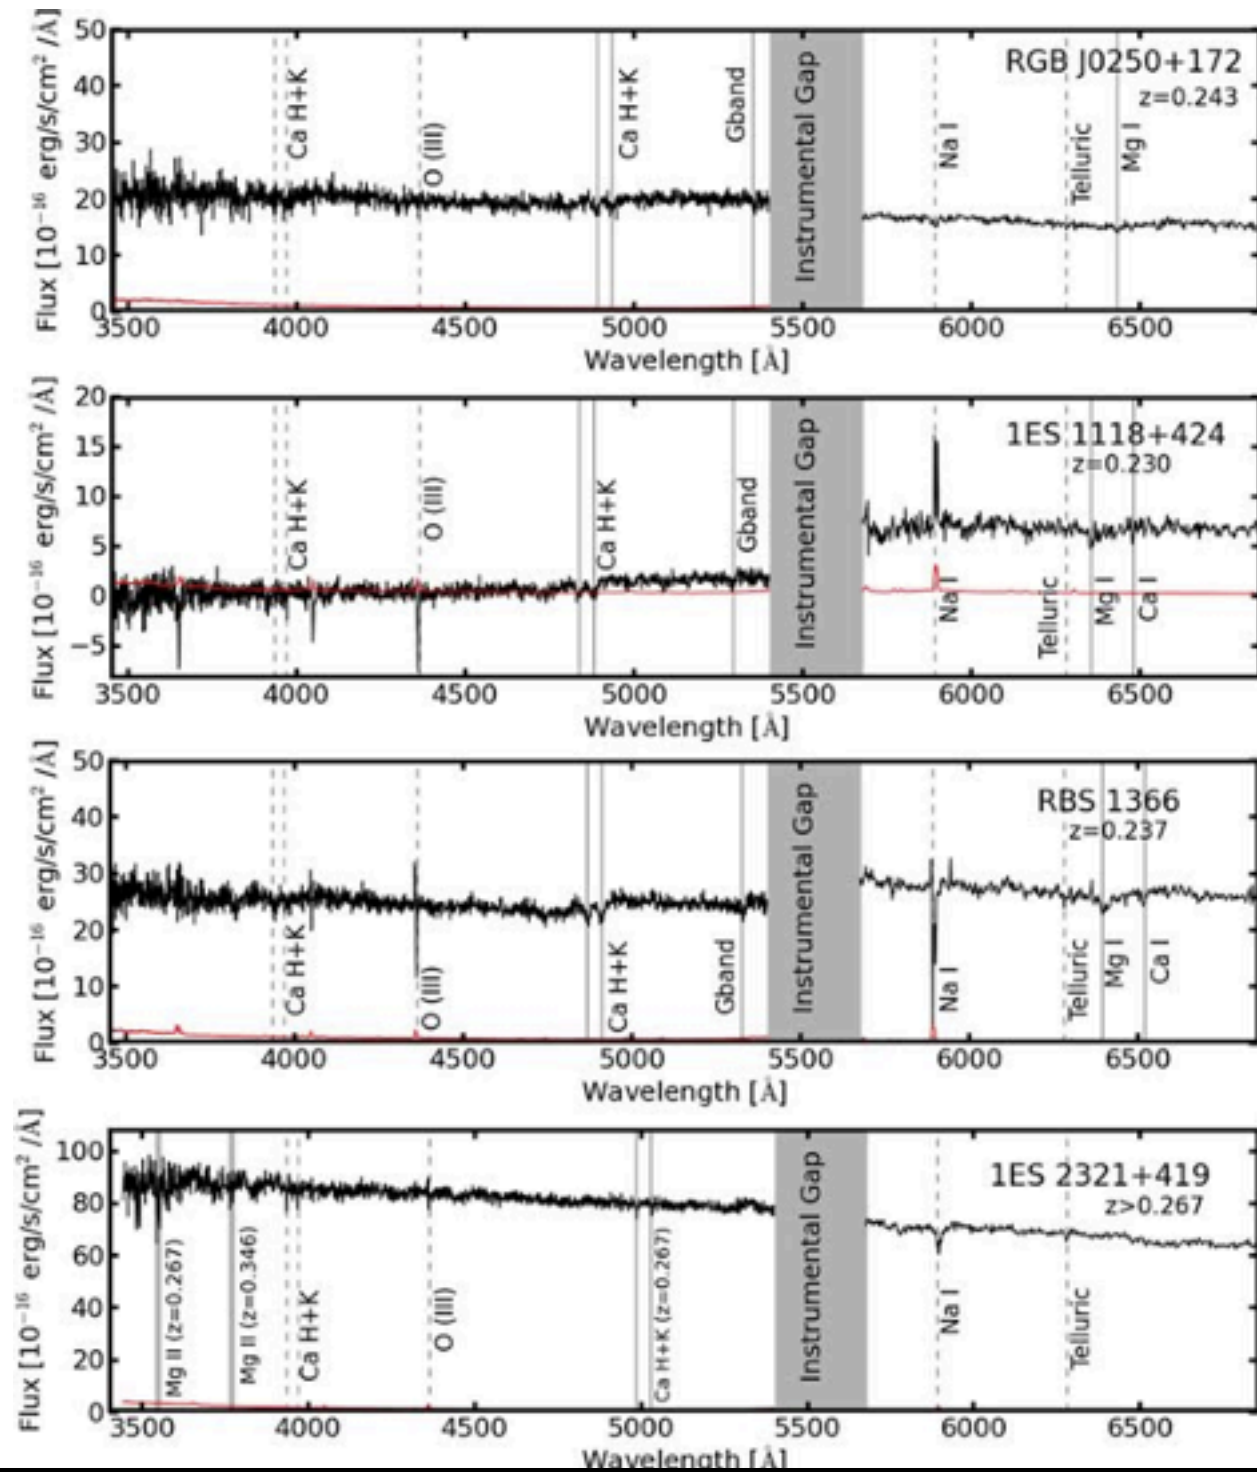 Flux [10⁻¹⁶ erg/s/cm² /Å]
50
40
30
20
10
0
RGB J0250+172
z=0.243
Ca H+K
O (III)
Ca H+K
Gband
Instrumental Gap
Na I
Telluric
Mg I
3500 4000 4500 5000 5500 6000 6500
Wavelength [Å]
Flux [10⁻¹⁶ erg/s/cm² /Å]
20
15
10
5
0
−5
1ES 1118+424
z=0.230
Ca H+K
O (III)
Ca H+K
Gband
Instrumental Gap
Na I
Telluric
Mg I
Ca I
3500 4000 4500 5000 5500 6000 6500
Wavelength [Å]
Flux [10⁻¹⁶ erg/s/cm² /Å]
50
40
30
20
10
0
RBS 1366
z=0.237
Ca H+K
O (III)
Ca H+K
Gband
Instrumental Gap
Na I
Telluric
Mg I
Ca I
3500 4000 4500 5000 5500 6000 6500
Wavelength [Å]
Flux [10⁻¹⁶ erg/s/cm² /Å]
100
80
60
40
20
0
1ES 2321+419
z>0.267
Mg II (z=0.267)
Mg II (z=0.346)
Ca H+K
O (III)
Ca H+K (z=0.267)
Instrumental Gap
Na I
Telluric
3500 4000 4500 5000 5500 6000 6500
Wavelength [Å]